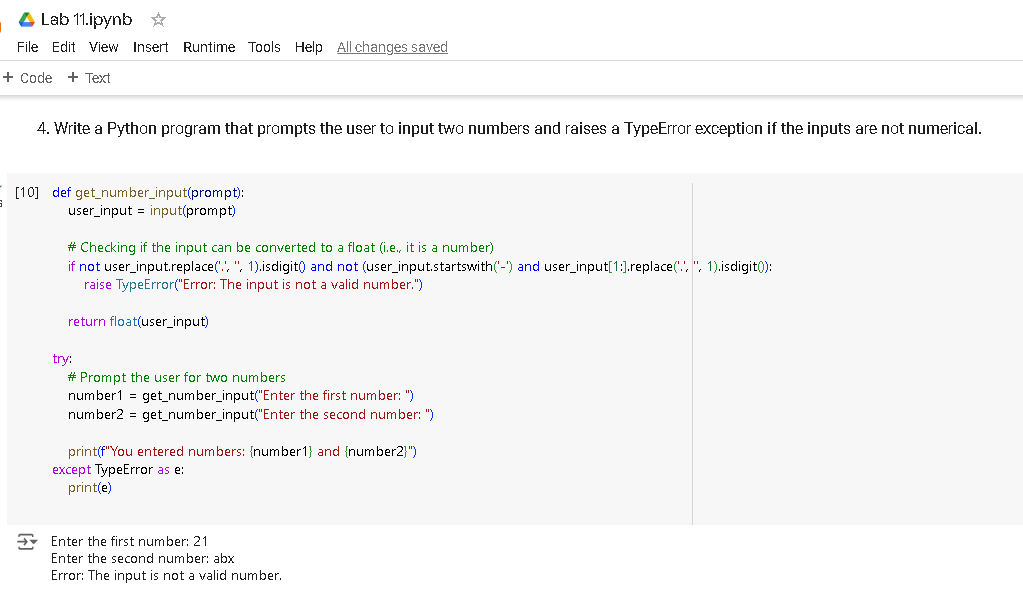 Lab 11.ipynb
File Edit View Insert Runtime Tools Help All changes saved
+ Code + Text
4. Write a Python program that prompts the user to input two numbers and raises a TypeError exception if the inputs are not numerical.
[10] def get_number_input(prompt):
user_input = input(prompt)
# Checking if the input can be converted to a float (i.e., it is a number)
if not user_input.replace('.', '', 1).isdigit() and not (user_input.startswith('-') and user_input[1:].replace('.', '', 1).isdigit()):
raise TypeError("Error: The input is not a valid number.")
return float(user_input)
try:
# Prompt the user for two numbers
number1 = get_number_input("Enter the first number: ")
number2 = get_number_input("Enter the second number: ")
print(f"You entered numbers: {number1} and {number2}")
except TypeError as e:
print(e)
Enter the first number: 21
Enter the second number: abx
Error: The input is not a valid number.